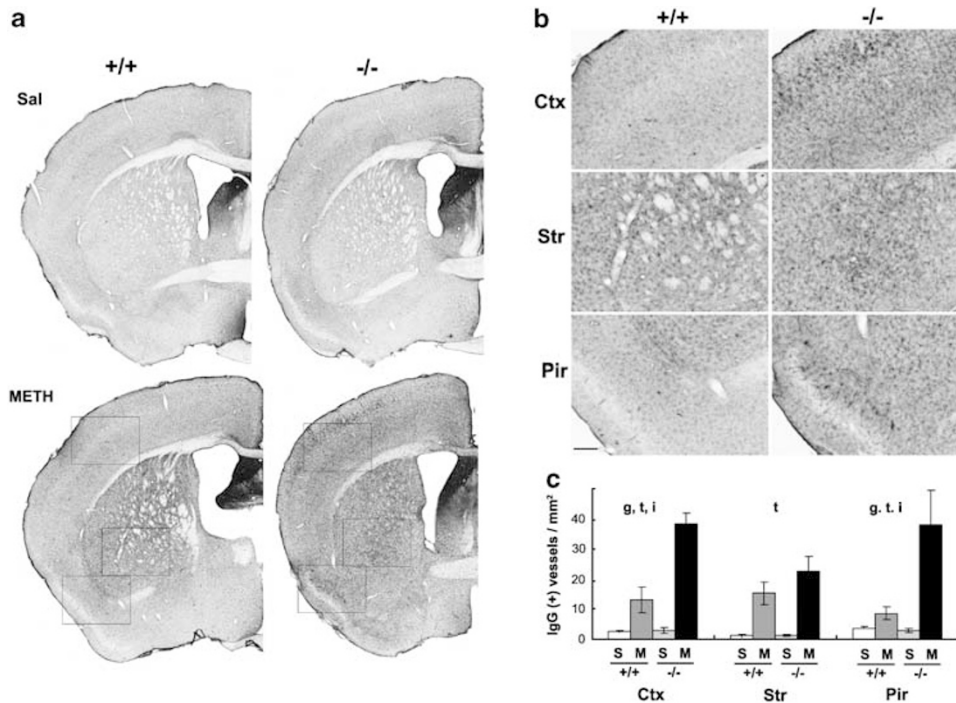 a
+/+ -/-
Sal
METH
b
+/+ -/-
Ctx
Str
Pir
c
IgG (+) vessels / mm²
40
30
20
10
0
g, t, i t g. t. i
S M S M S M S M S M S M
+/+ -/- +/+ -/- +/+ -/-
Ctx Str Pir